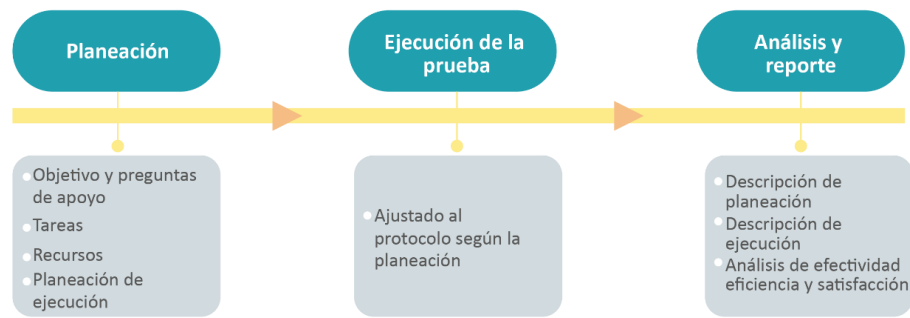 Planeación
Ejecución de la
prueba
Análisis y
reporte
Objetivo y preguntas
de apoyo
Tareas
Recursos
Planeación de
ejecución
Ajustado al
protocolo según la
planeación
Descripción de
planeación
Descripción de
ejecución
Análisis de efectividad
eficiencia y satisfacción